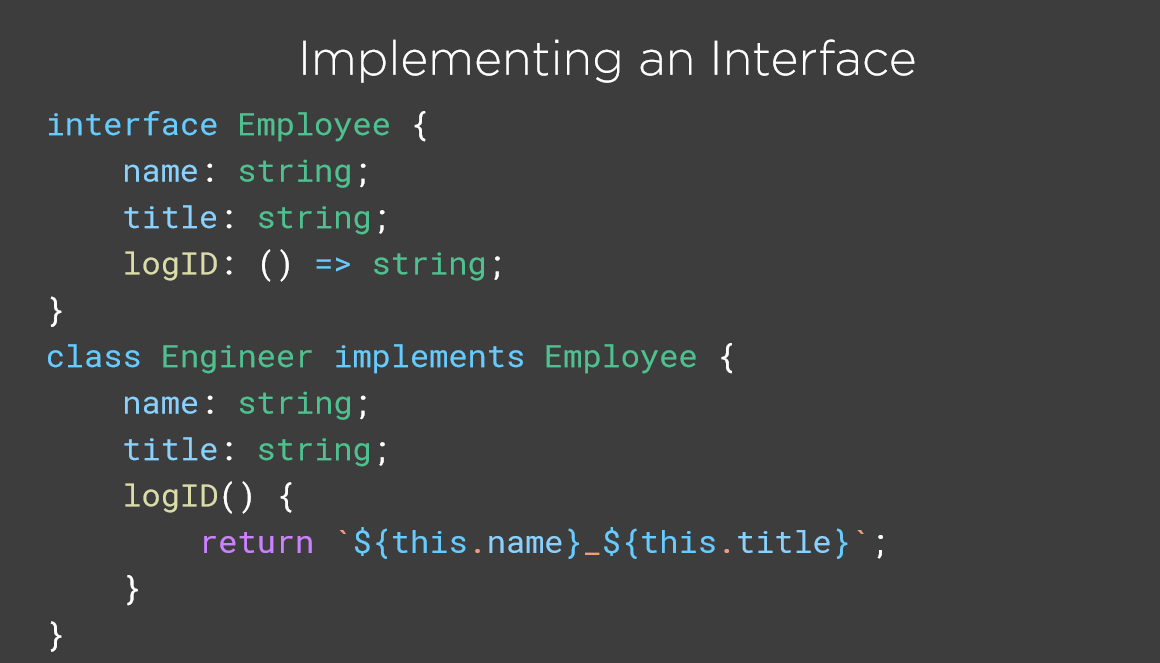 Implementing an Interface
interface Employee {
    name: string;
    title: string;
    logID: () => string;
}
class Engineer implements Employee {
    name: string;
    title: string;
    logID() {
        return `${this.name}_${this.title}`;
    }
}